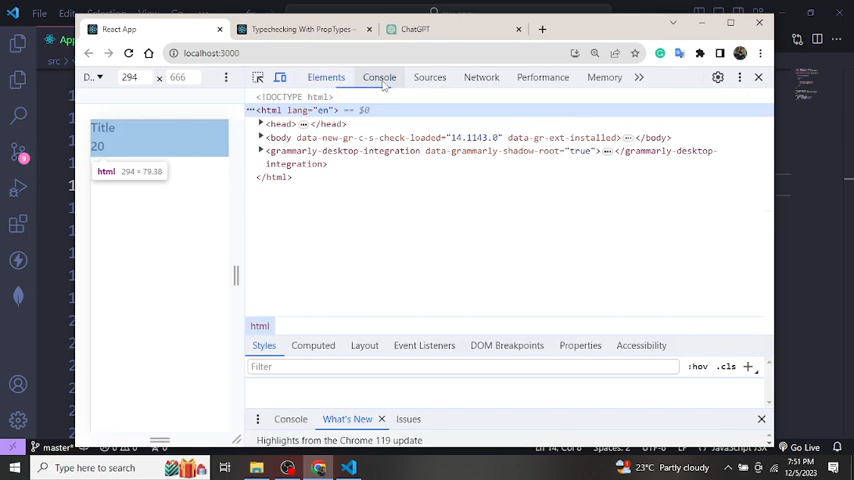 File
Edit
React App
Typechecking With PropTypes –
ChatGPT
localhost:3000
D..
294
666
Elements
Console
Sources
Network
Performance
Memory
<!DOCTYPE html>
<html lang="en"> == $0
<head> </head>
<body data-new-gr-c-s-check-loaded="14.1143.0" data-gr-ext-installed> </body>
<grammarly-desktop-integration data-grammarly-shadow-root="true"> </grammarly-desktop-
integration>
</html>
Title
20
html 294 × 79.38
html
Styles
Computed
Layout
Event Listeners
DOM Breakpoints
Properties
Accessibility
Filter
:hov
.cls
Console
What's New
Issues
Highlights from the Chrome 119 update
master*
Go Live
Type here to search
23°C Partly cloudy
7:51 PM
12/5/2023